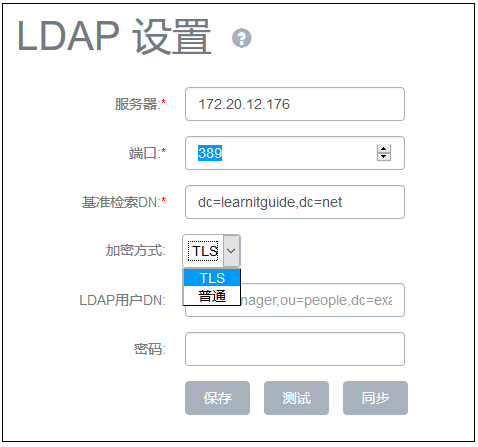 LDAP 设置 ?
服务器:* 172.20.12.176
端口:* 389
基准检索DN:* dc=learnitguide,dc=net
加密方式: TLS
TLS
普通
LDAP用户DN: nager,ou=people,dc=exa
密码:
保存 测试 同步